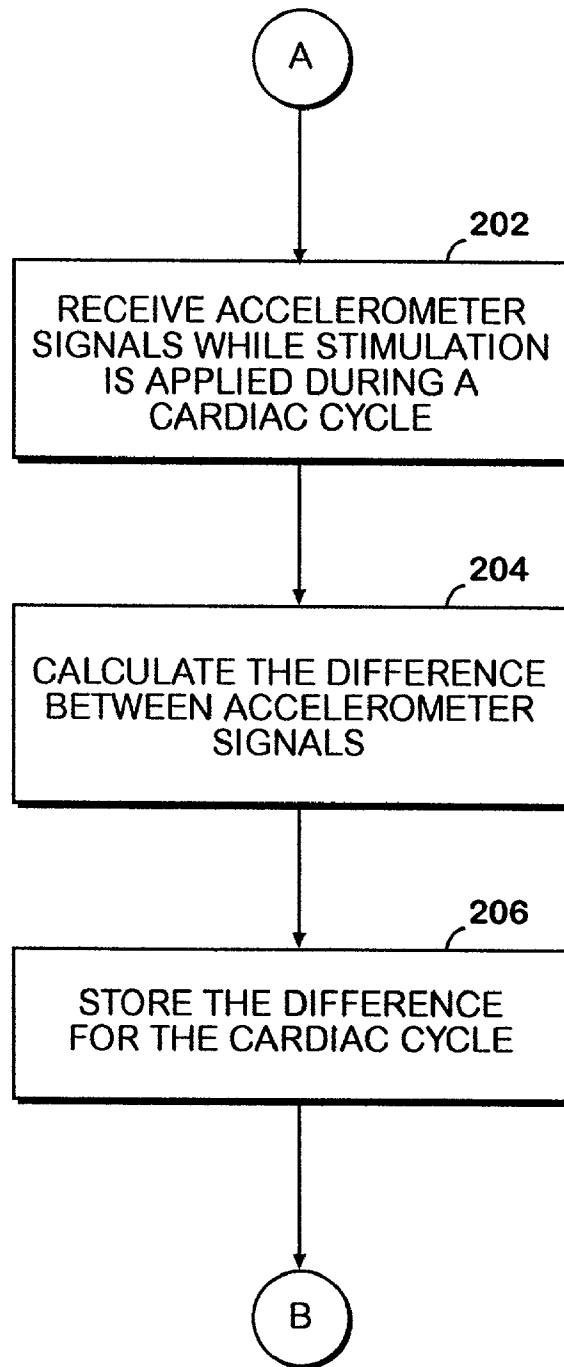 A
202
RECEIVE ACCELEROMETER
SIGNALS WHILE STIMULATION
IS APPLIED DURING A
CARDIAC CYCLE
204
CALCULATE THE DIFFERENCE
BETWEEN ACCELEROMETER
SIGNALS
206
STORE THE DIFFERENCE
FOR THE CARDIAC CYCLE
B